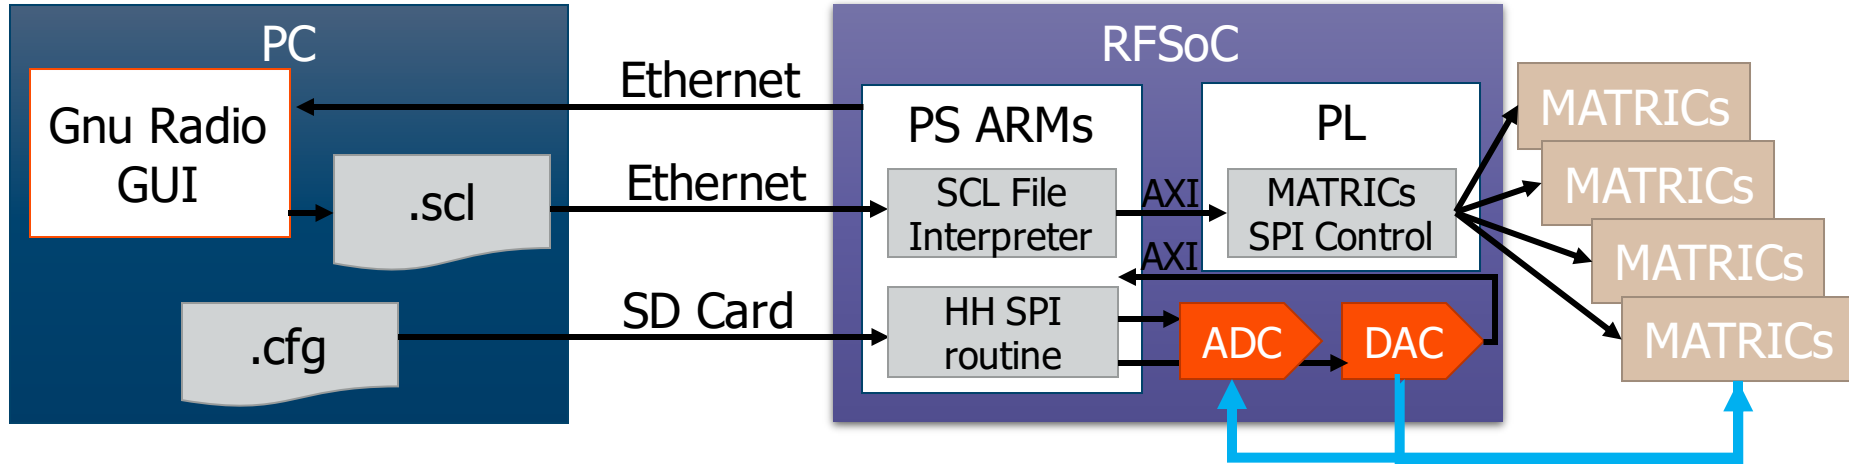 PC
Gnu Radio
GUI
.scl
.cfg
Ethernet
Ethernet
SD Card
RFSoC
PS ARMs
SCL File
Interpreter
HH SPI
routine
AXI
AXI
PL
MATRICs
SPI Control
ADC
DAC
MATRICs
MATRICs
MATRICs
MATRICs